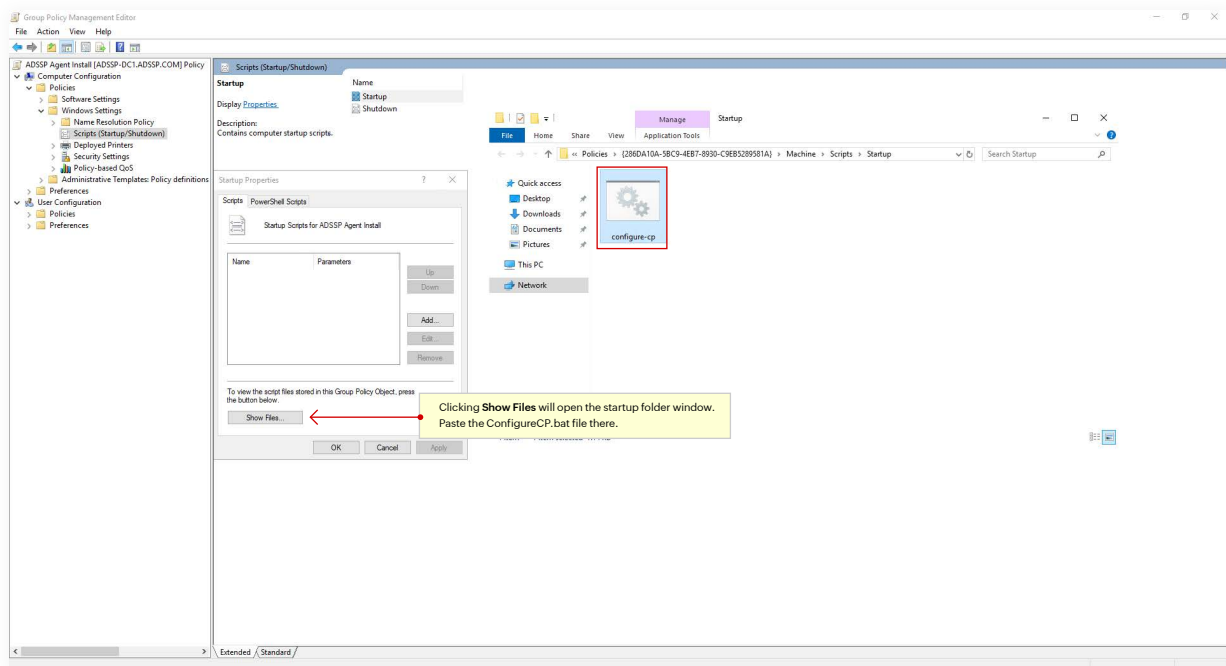 Group Policy Management Editor
File Action View Help
ADSSP Agent Install [ADSSP-DC1.ADSSP.COM] Policy
Computer Configuration
Policies
Software Settings
Windows Settings
Name Resolution Policy
Scripts (Startup/Shutdown)
Deployed Printers
Security Settings
Policy-based QoS
Administrative Templates: Policy definitions
Preferences
User Configuration
Policies
Preferences
Scripts (Startup/Shutdown)
Startup
Display Properties
Description:
Contains computer startup scripts.
Name
Startup
Shutdown
Startup Properties ?
Scripts PowerShell Scripts
Startup Scripts for ADSSP Agent Install
Name Parameters
Up
Down
Add...
Edit...
Remove
To view the script files stored in this Group Policy Object, press
the button below.
Show Files...
OK Cancel Apply
Manage Startup
File Home Share View Application Tools
« Policies > {286DA10A-5BC9-4EB7-8930-C9EB5289581A} > Machine > Scripts > Startup
Search Startup
Quick access
Desktop
Downloads
Documents
Pictures
This PC
Network
configure-cp
Clicking Show Files will open the startup folder window.
Paste the ConfigureCP.bat file there.
Extended Standard